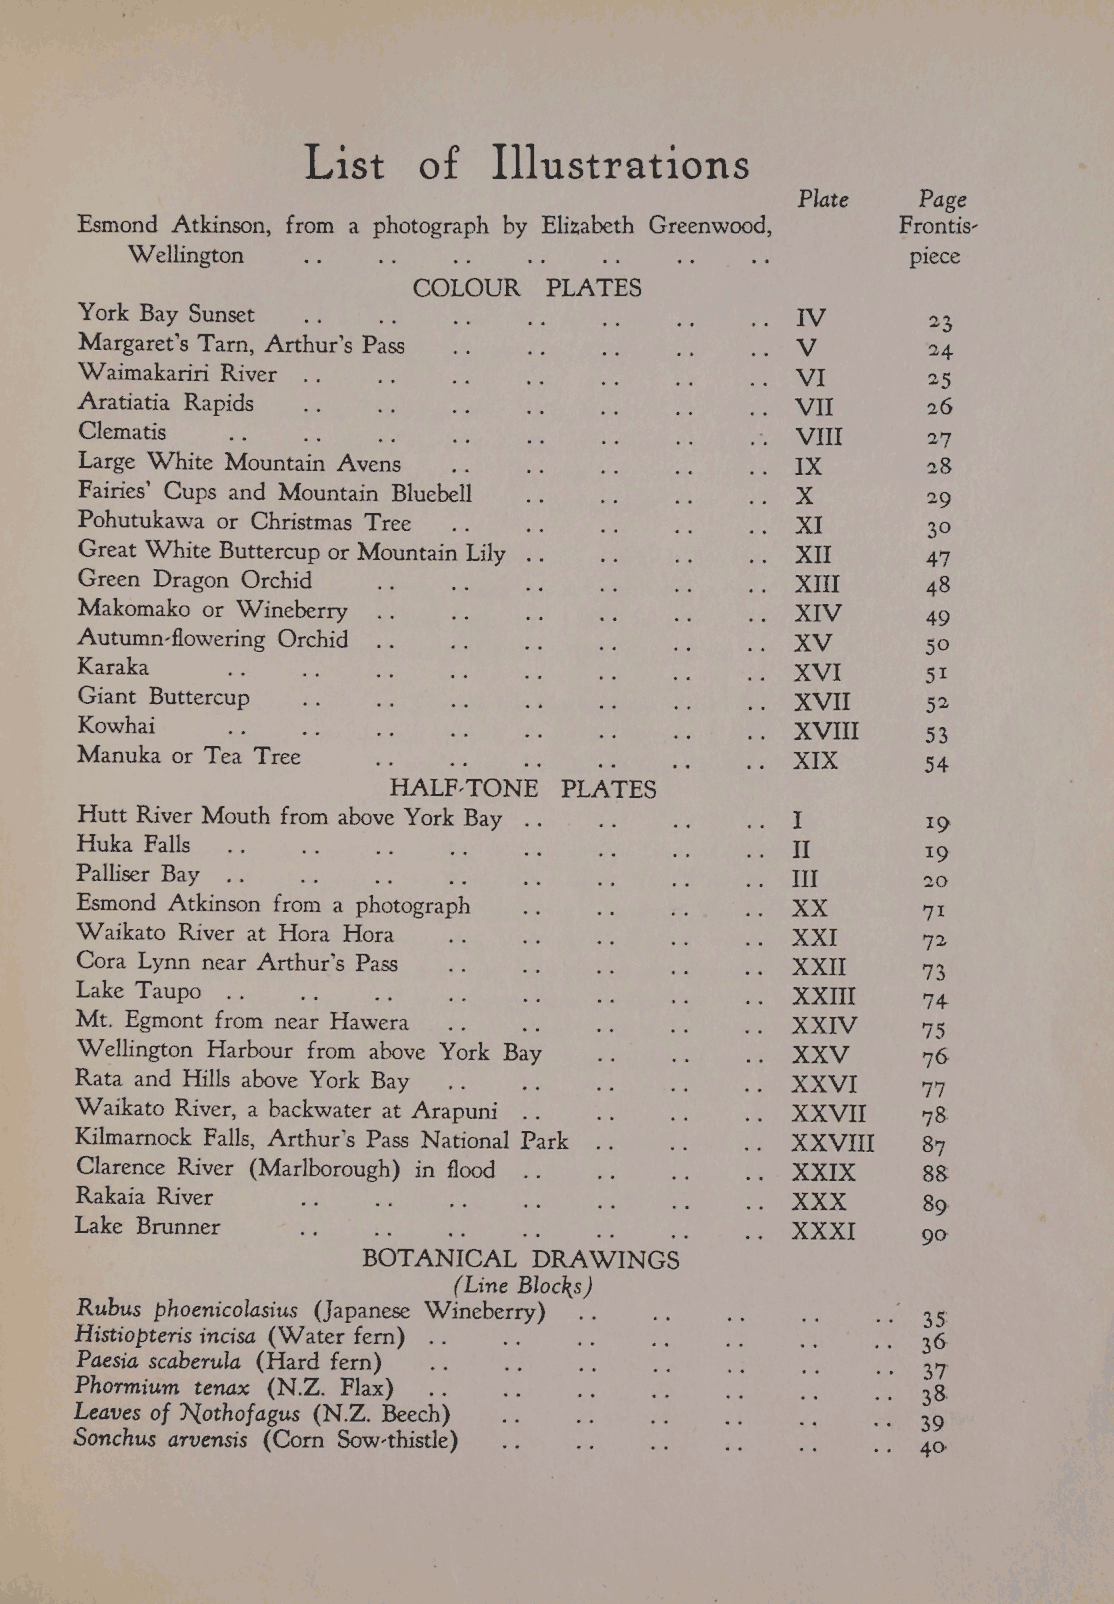 List of Illustrations
Plate Page
Esmond Atkinson, from a photograph by Elizabeth Greenwood, Frontis-
Wellington .. .. .. .. .. .. .. piece
COLOUR PLATES
York Bay Sunset .. .. .. .. .. .. .. IV 23
Margaret's Tarn, Arthur's Pass .. .. .. .. .. V 24
Waimakariri River .. .. .. .. .. .. .. VI 25
Aratiatia Rapids .. .. .. .. .. .. .. VII 26
Clematis .. .. .. .. .. .. .. .. VIII 27
Large White Mountain Avens .. .. .. .. .. IX 28
Fairies' Cups and Mountain Bluebell .. .. .. .. X 29
Pohutukawa or Christmas Tree .. .. .. .. .. XI 30
Great White Buttercup or Mountain Lily .. .. .. .. XII 47
Green Dragon Orchid .. .. .. .. .. .. XIII 48
Makomako or Wineberry .. .. .. .. .. .. XIV 49
Autumn-flowering Orchid .. .. .. .. .. .. XV 50
Karaka .. .. .. .. .. .. .. .. XVI 51
Giant Buttercup .. .. .. .. .. .. .. XVII 52
Kowhai .. .. .. .. .. .. .. .. XVIII 53
Manuka or Tea Tree .. .. .. .. .. .. XIX 54
HALF-TONE PLATES
Hutt River Mouth from above York Bay .. .. .. .. I 19
Huka Falls .. .. .. .. .. .. .. .. II 19
Palliser Bay .. .. .. .. .. .. .. .. III 20
Esmond Atkinson from a photograph .. .. .. .. XX 71
Waikato River at Hora Hora .. .. .. .. .. XXI 72
Cora Lynn near Arthur's Pass .. .. .. .. .. XXII 73
Lake Taupo .. .. .. .. .. .. .. .. XXIII 74
Mt. Egmont from near Hawera .. .. .. .. .. XXIV 75
Wellington Harbour from above York Bay .. .. .. XXV 76
Rata and Hills above York Bay .. .. .. .. .. XXVI 77
Waikato River, a backwater at Arapuni .. .. .. .. XXVII 78
Kilmarnock Falls, Arthur's Pass National Park .. .. .. XXVIII 87
Clarence River (Marlborough) in flood .. .. .. .. XXIX 88
Rakaia River .. .. .. .. .. .. .. XXX 89
Lake Brunner .. .. .. .. .. .. .. XXXI 90
BOTANICAL DRAWINGS
(Line Blocks)
Rubus phoenicolasius (Japanese Wineberry) .. .. .. .. .. 35
Histiopteris incisa (Water fern) .. .. .. .. .. .. .. 36
Paesia scaberula (Hard fern) .. .. .. .. .. .. .. 37
Phormium tenax (N.Z. Flax) .. .. .. .. .. .. .. 38
Leaves of Nothofagus (N.Z. Beech) .. .. .. .. .. .. 39
Sonchus arvensis (Corn Sow-thistle) .. .. .. .. .. .. 40